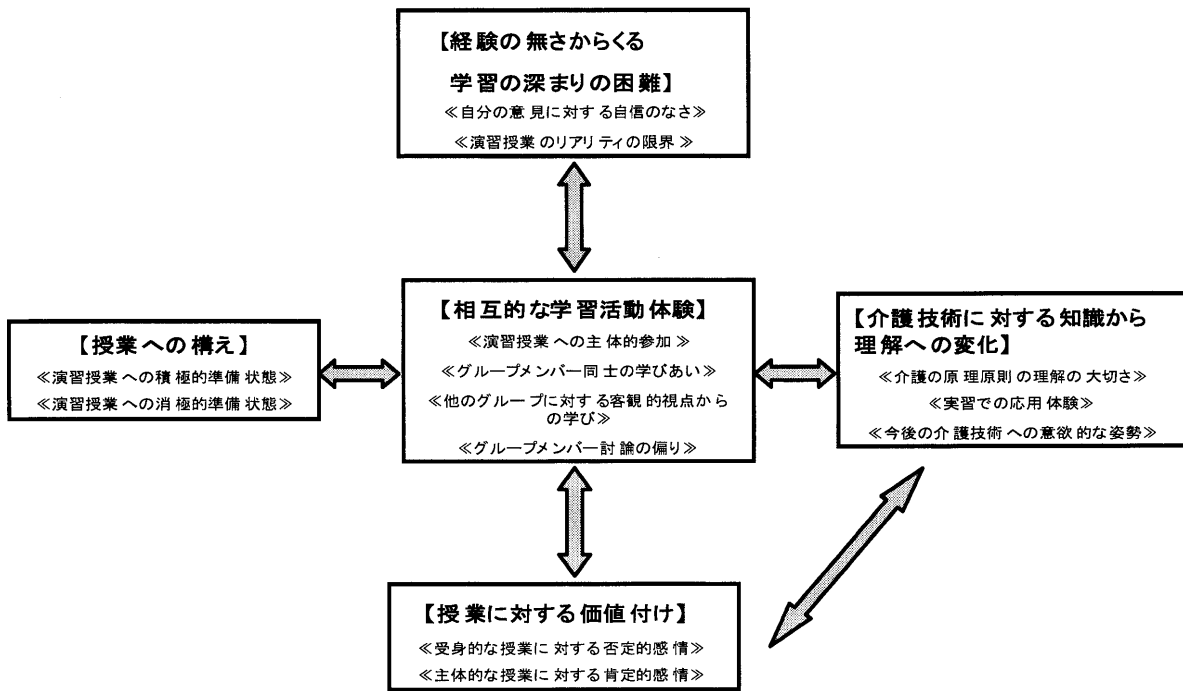 【経験の無さからくる
学習の深まりの困難】
≪自分の意見に対する自信のなさ≫
≪演習授業のリアリティの限界≫
【相互的な学習活動体験】
≪演習授業への主体的参加≫
≪グループメンバー同士の学びあい≫
≪他のグループに対する客観的視点から
の学び≫
≪グループメンバー討論の偏り≫
【授業への構え】
≪演習授業への積極的準備状態≫
≪演習授業への消極的準備状態≫
【介護技術に対する知識から
理解への変化】
≪介護の原理原則の理解の大切さ≫
≪実習での応用体験≫
≪今後の介護技術への意欲的な姿勢≫
【授業に対する価値付け】
≪受身的な授業に対する否定的感情≫
≪主体的な授業に対する肯定的感情≫